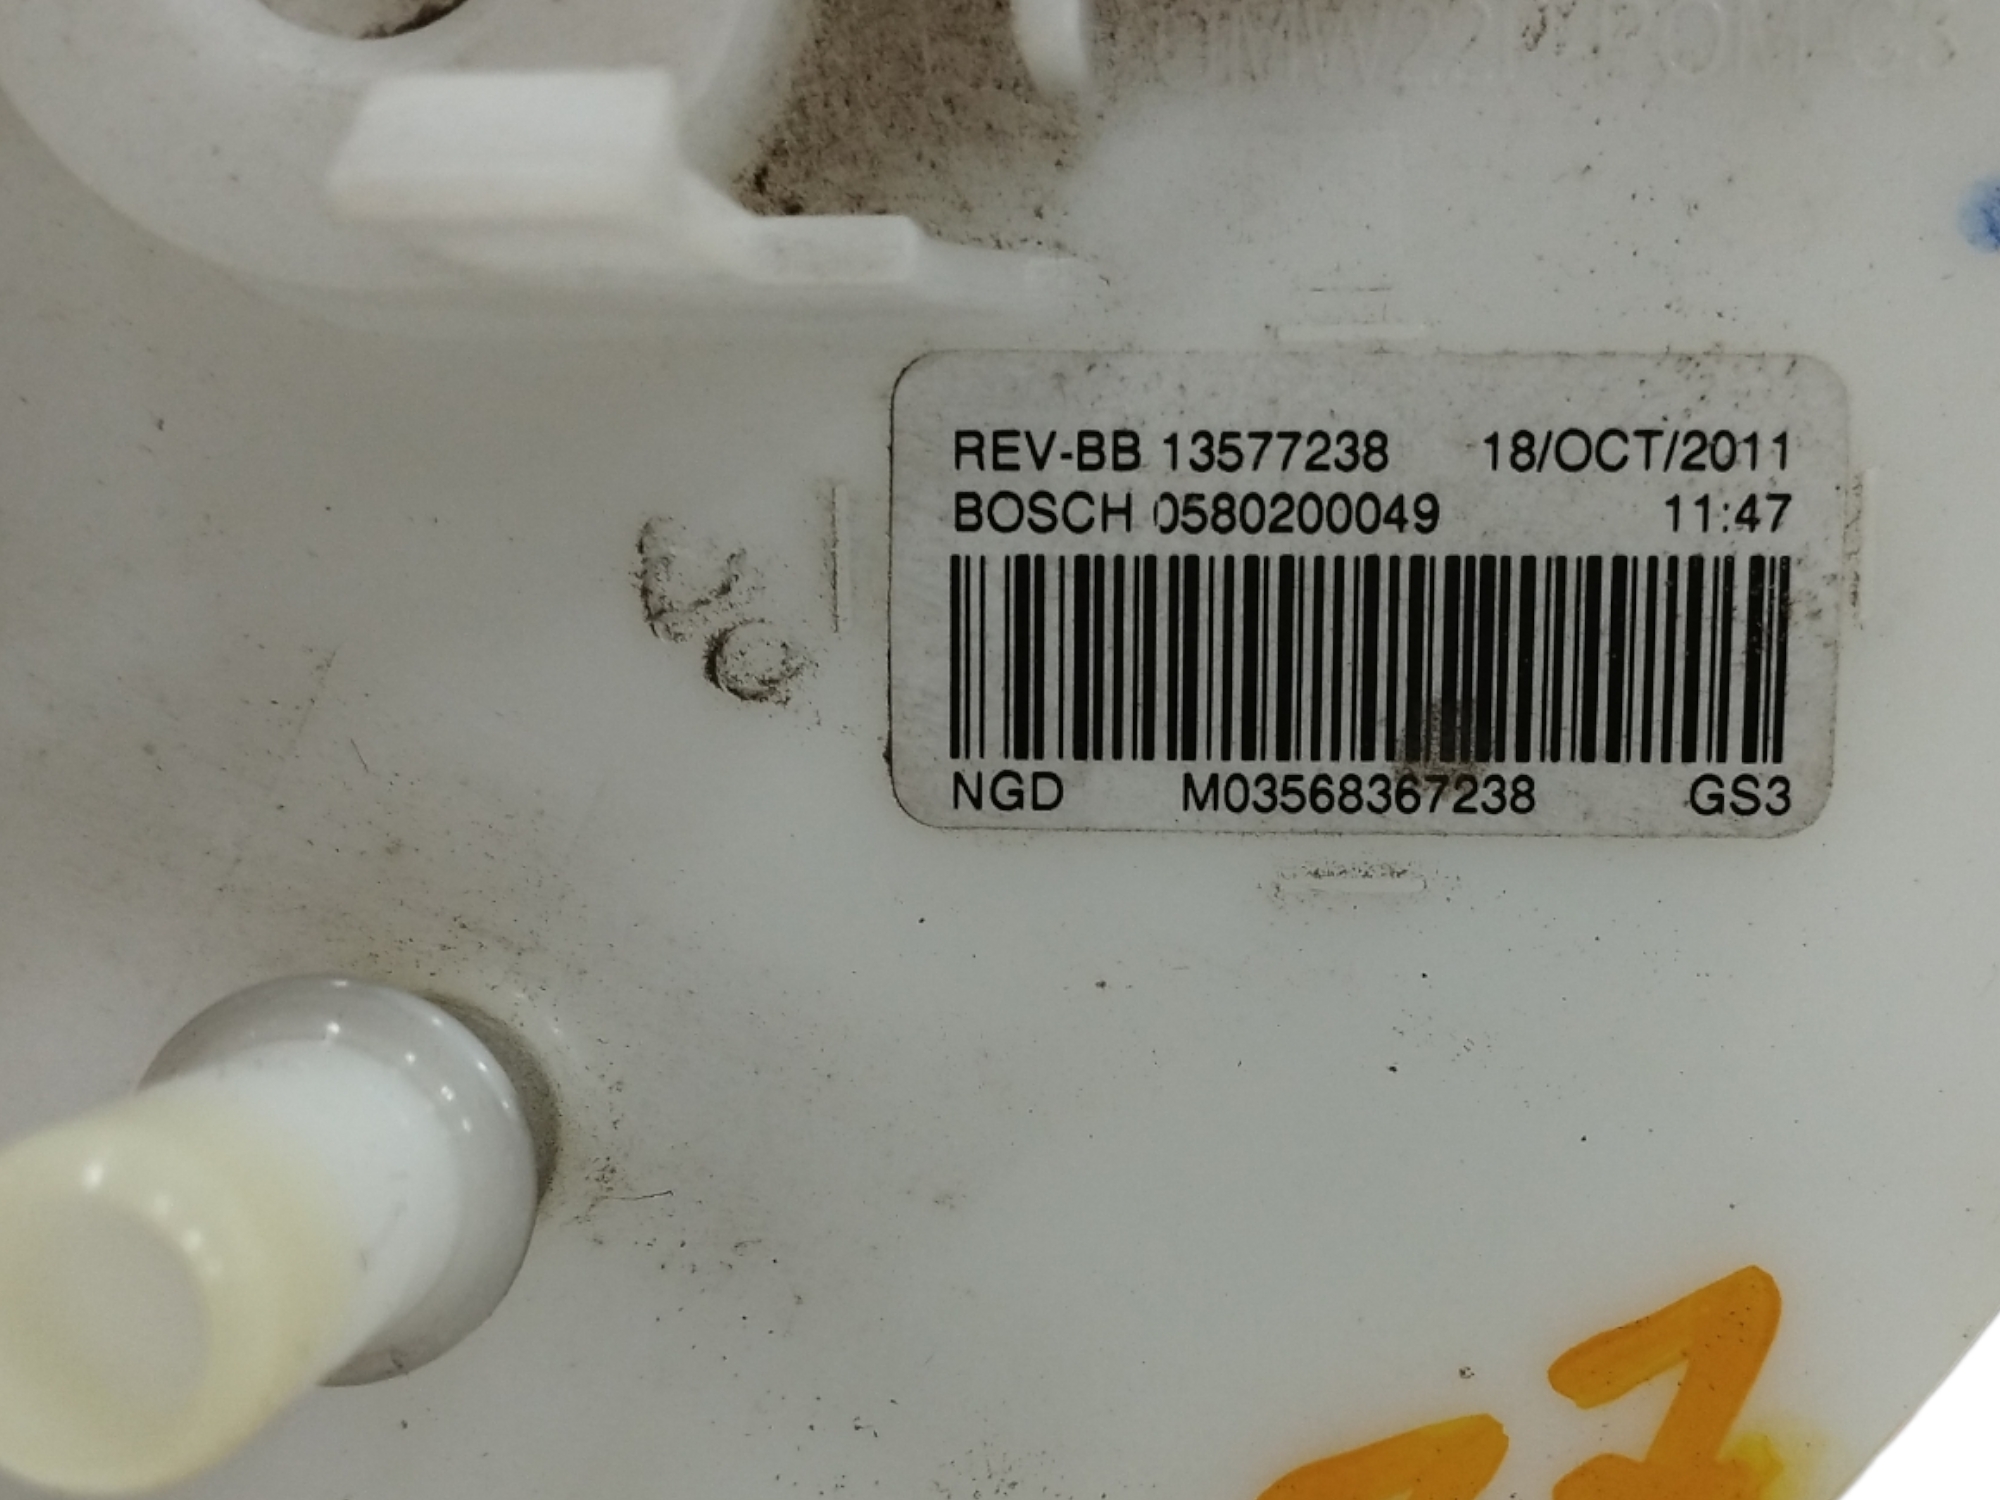 REV-BB 13577238 18/OCT/2011
BOSCH 0580200049 11:47
NGD M03568367238 GS3